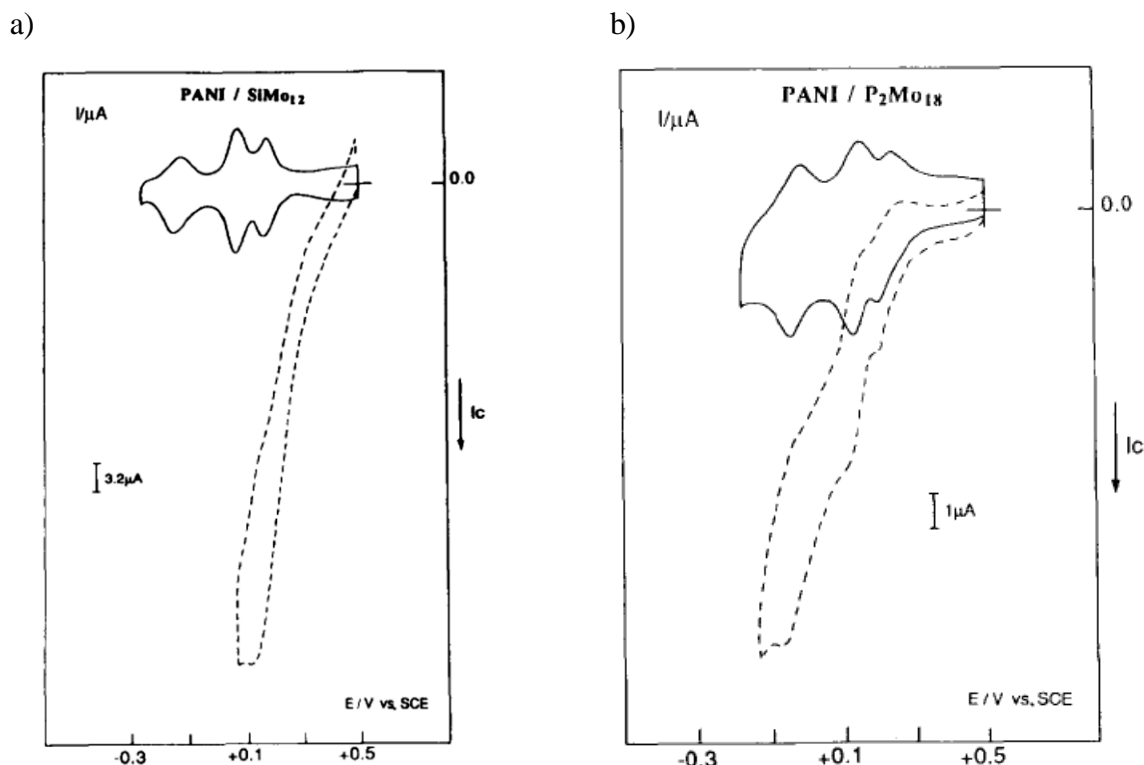 a)
PANI / SiMo12
I/μA
0.0
Ic
3.2μA
E / V vs, SCE
-0.3 +0.1 +0.5
b)
PANI / P2Mo18
I/μA
0.0
Ic
1μA
E / V vs, SCE
-0.3 +0.1 +0.5